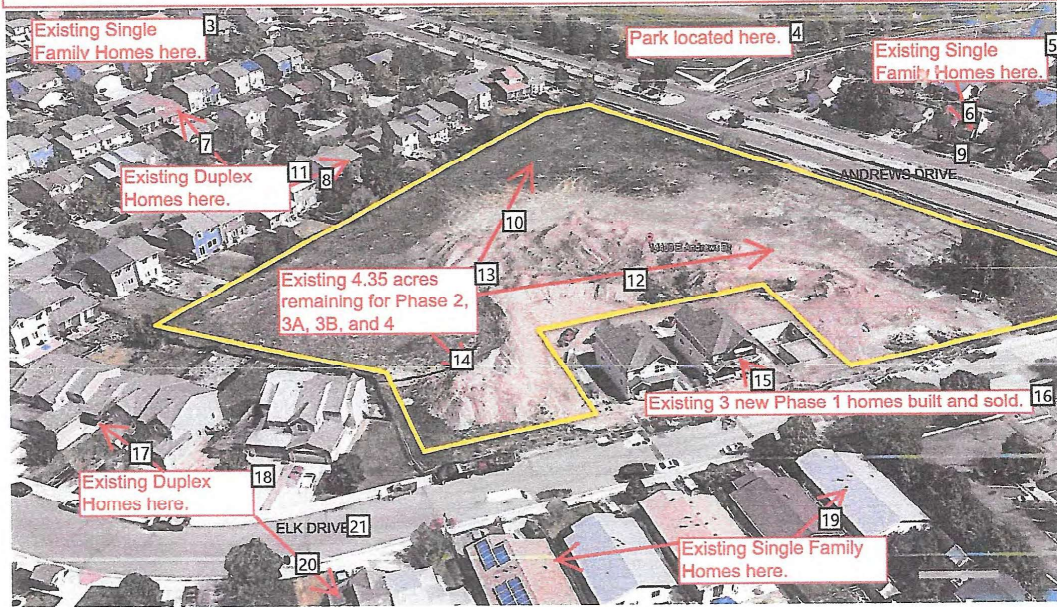 Existing Single
Family Homes here.
3
Park located here.
4
Existing Single
Family Homes here.
5
6
7
8
9
Existing Duplex
Homes here.
11
ANDREWS DRIVE
10
Existing 4.35 acres
remaining for Phase 2,
3A, 3B, and 4
13
12
14
15
Existing 3 new Phase 1 homes built and sold.
16
17
Existing Duplex
Homes here.
18
ELK DRIVE
21
19
20
Existing Single Family
Homes here.